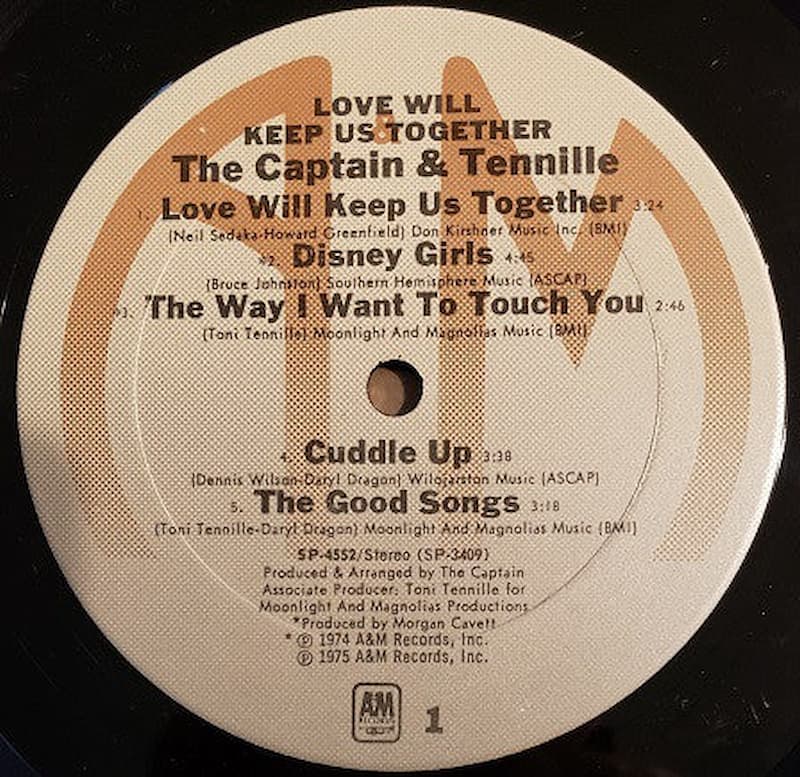 LOVE WILL
KEEP US TOGETHER
The Captain & Tennille
1. Love Will Keep Us Together 3:24
(Neil Sedaka-Howard Greenfield) Don Kirshner Music Inc. (BMI)
2. Disney Girls 4:45
(Bruce Johnston) Southern Hemisphere Music (ASCAP)
*3. The Way I Want To Touch You 2:46
(Toni Tennille) Moonlight And Magnolias Music (BMI)
4. Cuddle Up 3:38
(Dennis Wilson-Daryl Dragon) Wilojarston Music (ASCAP)
5. The Good Songs 3:18
(Toni Tennille-Daryl Dragon) Moonlight And Magnolias Music (BMI)
SP-4552/Stereo (SP-3409)
Produced & Arranged by The Captain
Associate Producer: Toni Tennille for
Moonlight And Magnolias Productions
*Produced by Morgan Cavett
* ℗ 1974 A&M Records, Inc.
℗ 1975 A&M Records, Inc.
A&M
RECORDS
1